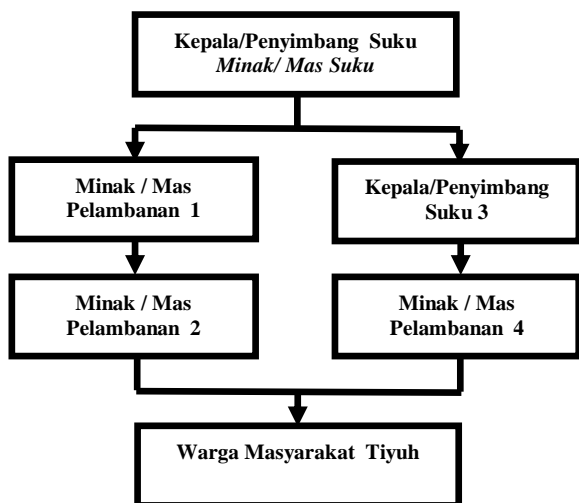 Kepala/Penyimbang Suku
Minak/ Mas Suku
Minak / Mas
Pelambanan 1
Kepala/Penyimbang
Suku 3
Minak / Mas
Pelambanan 2
Minak / Mas
Pelambanan 4
Warga Masyarakat Tiyuh